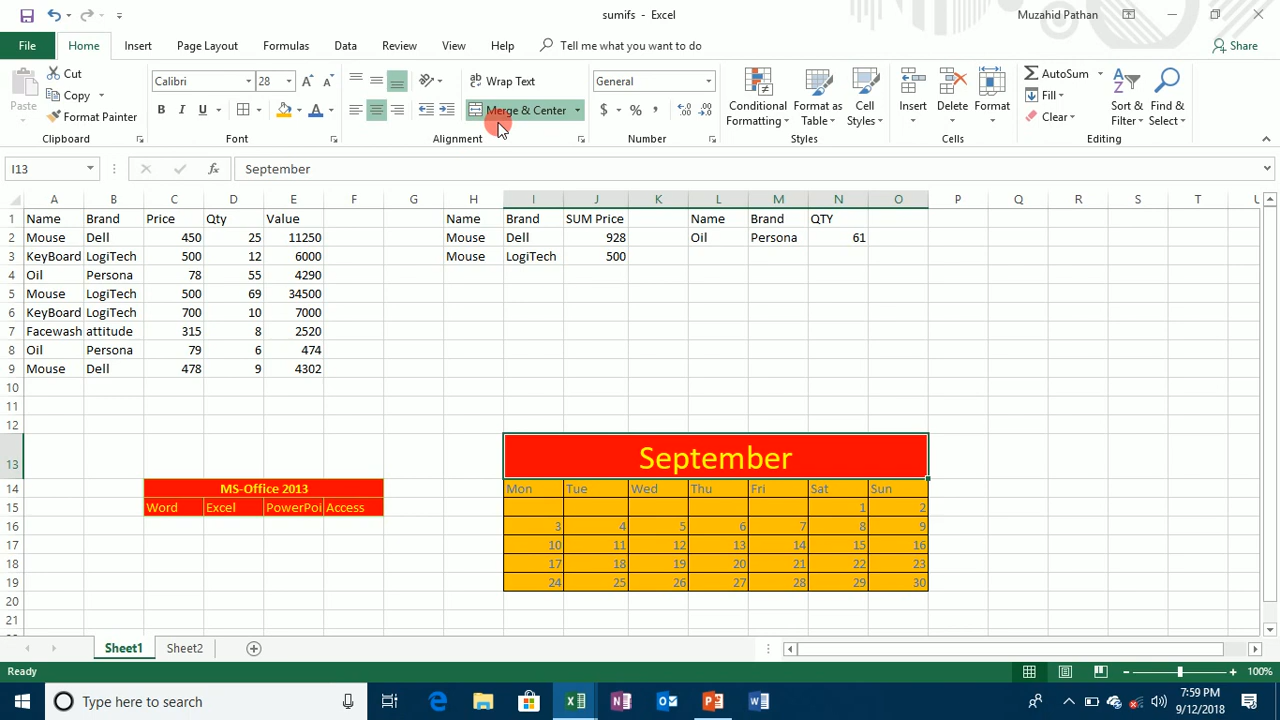 sumifs - Excel
Muzahid Pathan
File Home Insert Page Layout Formulas Data Review View Help Tell me what you want to do Share
Paste Cut Copy Format Painter Clipboard
Calibri 28 A A B I U A Font
Wrap Text Merge & Center Alignment
General $ % , Number
Conditional Formatting Format as Table Cell Styles Styles
Insert Delete Format Cells
AutoSum Fill Clear Sort & Filter Find & Select Editing
I13 fx September
A B C D E F G H I J K L M N O P Q R S T U
1 Name Brand Price Qty Value Name Brand SUM Price Name Brand QTY
2 Mouse Dell 450 25 11250 Mouse Dell 928 Oil Persona 61
3 KeyBoard LogiTech 500 12 6000 Mouse LogiTech 500
4 Oil Persona 78 55 4290
5 Mouse LogiTech 500 69 34500
6 KeyBoard LogiTech 700 10 7000
7 Facewash attitude 315 8 2520
8 Oil Persona 79 6 474
9 Mouse Dell 478 9 4302
10
11
12
13 September
14 MS-Office 2013 Mon Tue Wed Thu Fri Sat Sun
15 Word Excel PowerPoi Access 1 2
16 3 4 5 6 7 8 9
17 10 11 12 13 14 15 16
18 17 18 19 20 21 22 23
19 24 25 26 27 28 29 30
20
21
Sheet1 Sheet2
Ready 100%
Type here to search 7:59 PM
9/12/2018